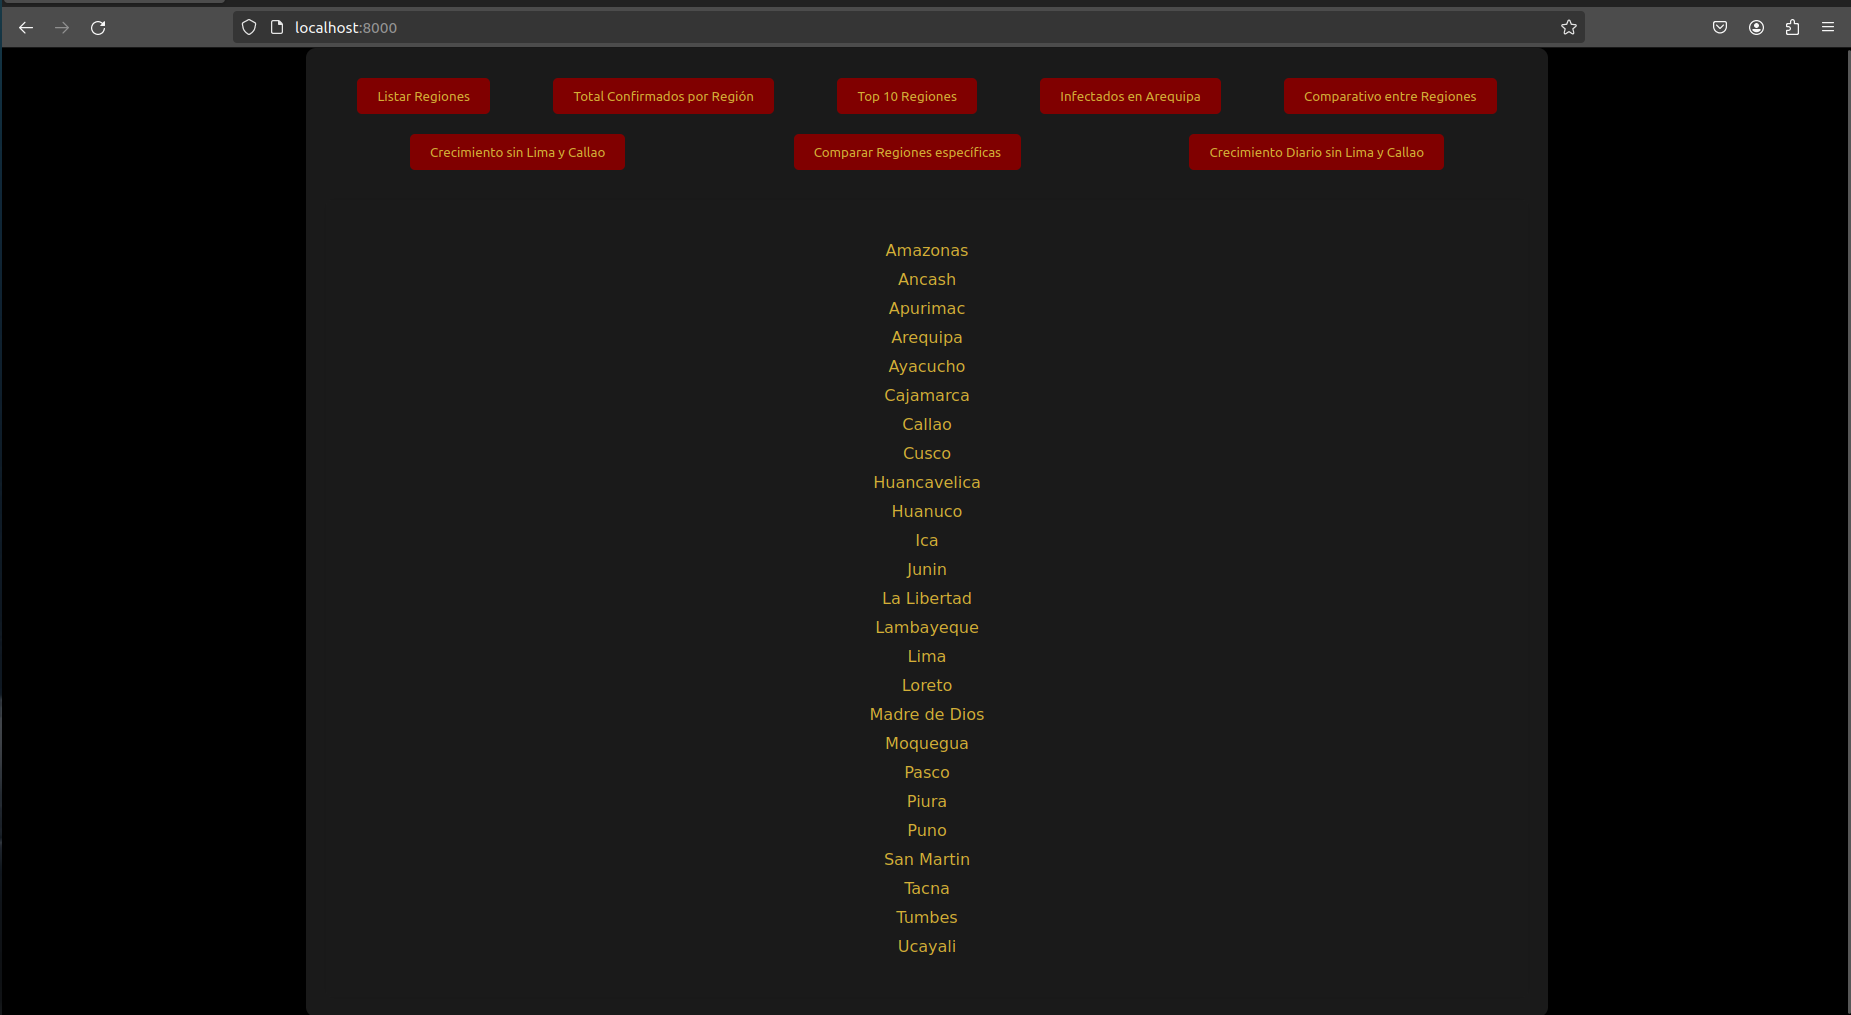 localhost:8000
Listar Regiones Total Confirmados por Región Top 10 Regiones Infectados en Arequipa Comparativo entre Regiones
Crecimiento sin Lima y Callao Comparar Regiones específicas Crecimiento Diario sin Lima y Callao
Amazonas
Ancash
Apurimac
Arequipa
Ayacucho
Cajamarca
Callao
Cusco
Huancavelica
Huanuco
Ica
Junin
La Libertad
Lambayeque
Lima
Loreto
Madre de Dios
Moquegua
Pasco
Piura
Puno
San Martin
Tacna
Tumbes
Ucayali